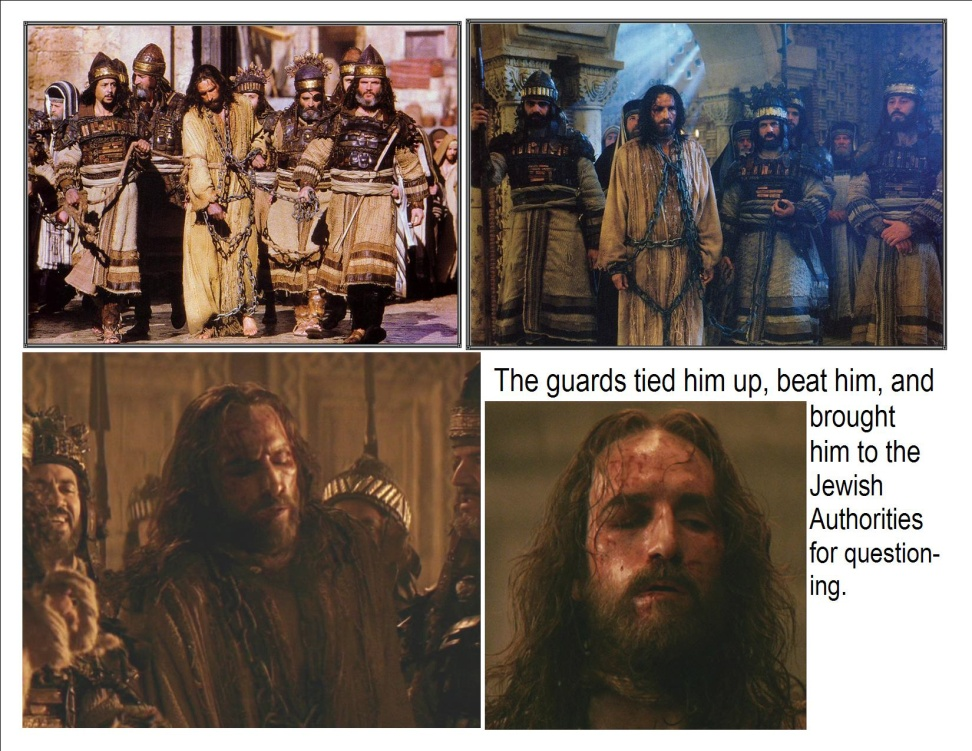 The guards tied him up, beat him, and
brought
him to the
Jewish
Authorities
for question-
ing.